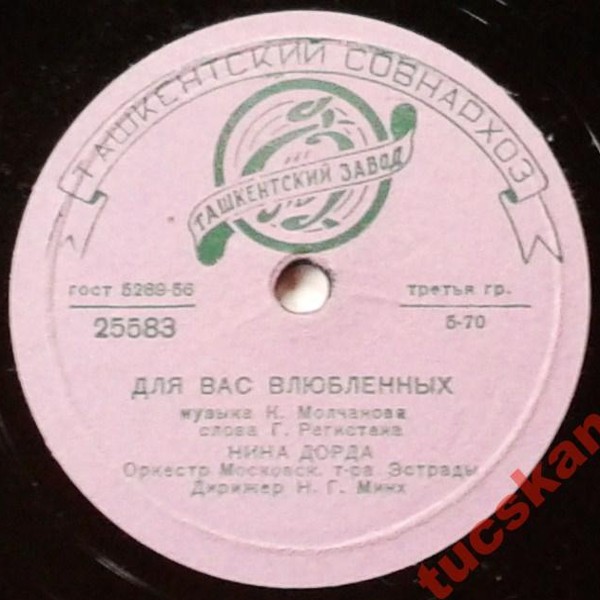 ТАШКЕНТСКИЙ СОВНАРХОЗ
ТАШКЕНТСКИЙ ЗАВОД
гост 5289-56
третья гр.
25583
5-70
ДЛЯ ВАС ВЛЮБЛЕННЫХ
музыка К. Молчанова
слова Г. Регистана
НИНА ДОРДА
Оркестр Московск. т-ра Эстрады
Дирижер Н. Г. Минх
tucskan